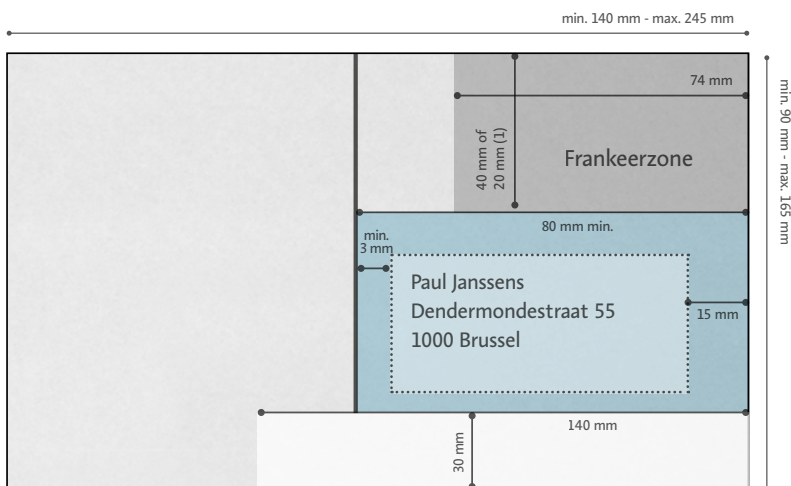 min. 140 mm - max. 245 mm
74 mm
min. 90 mm - max. 165 mm
40 mm of
20 mm (1)
Frankeerzone
80 mm min.
min.
3 mm
Paul Janssens
Dendermondestraat 55
1000 Brussel
15 mm
140 mm
30 mm